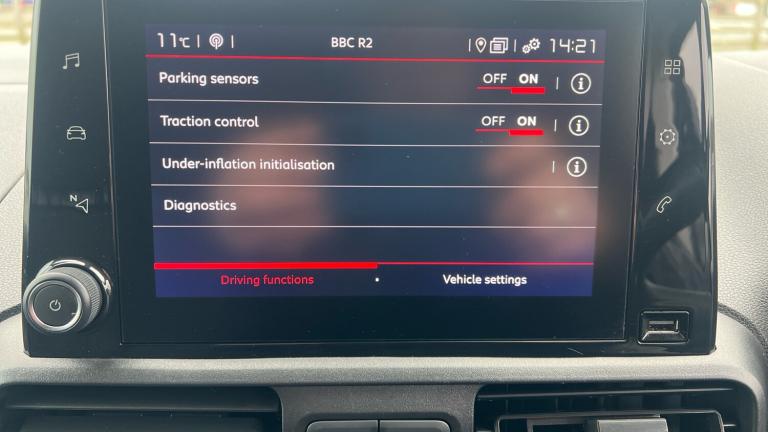 11°C BBC R2 14:21
Parking sensors OFF ON i
Traction control OFF ON i
Under-inflation initialisation i
Diagnostics
Driving functions Vehicle settings
N